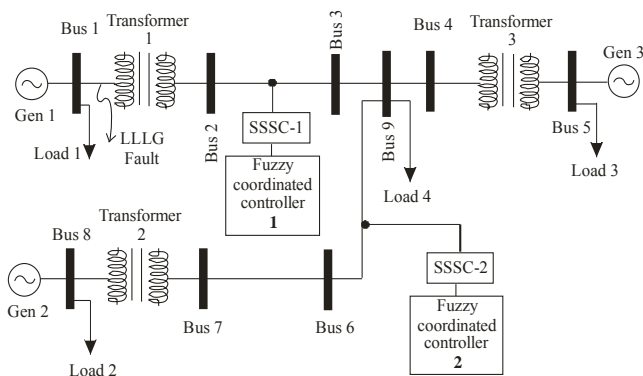 Bus 1
Transformer
1
Bus 3
Bus 4
Transformer
3
Gen 3
Gen 1
Load 1
LLLG
Fault
Bus 2
SSSC-1
Fuzzy
coordinated
controller
1
Bus 9
Load 4
Bus 5
Load 3
Bus 8
Transformer
2
Gen 2
Load 2
Bus 7
Bus 6
SSSC-2
Fuzzy
coordinated
controller
2